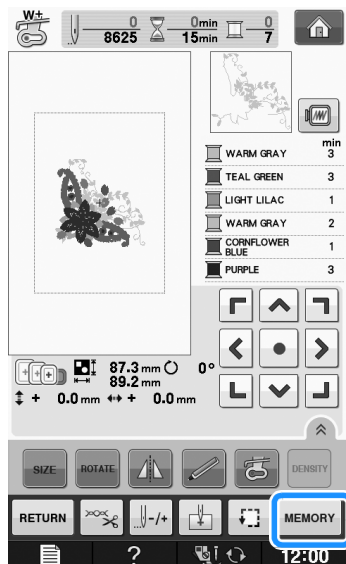 W+
0
8625
0min
15min
0
7
min
WARM GRAY 3
TEAL GREEN 3
LIGHT LILAC 1
WARM GRAY 2
CORNFLOWER
BLUE 1
PURPLE 3
87.3 mm 0°
89.2 mm
+ 0.0 mm + 0.0 mm
SIZE ROTATE DENSITY
RETURN -/+ MEMORY
? 12:00